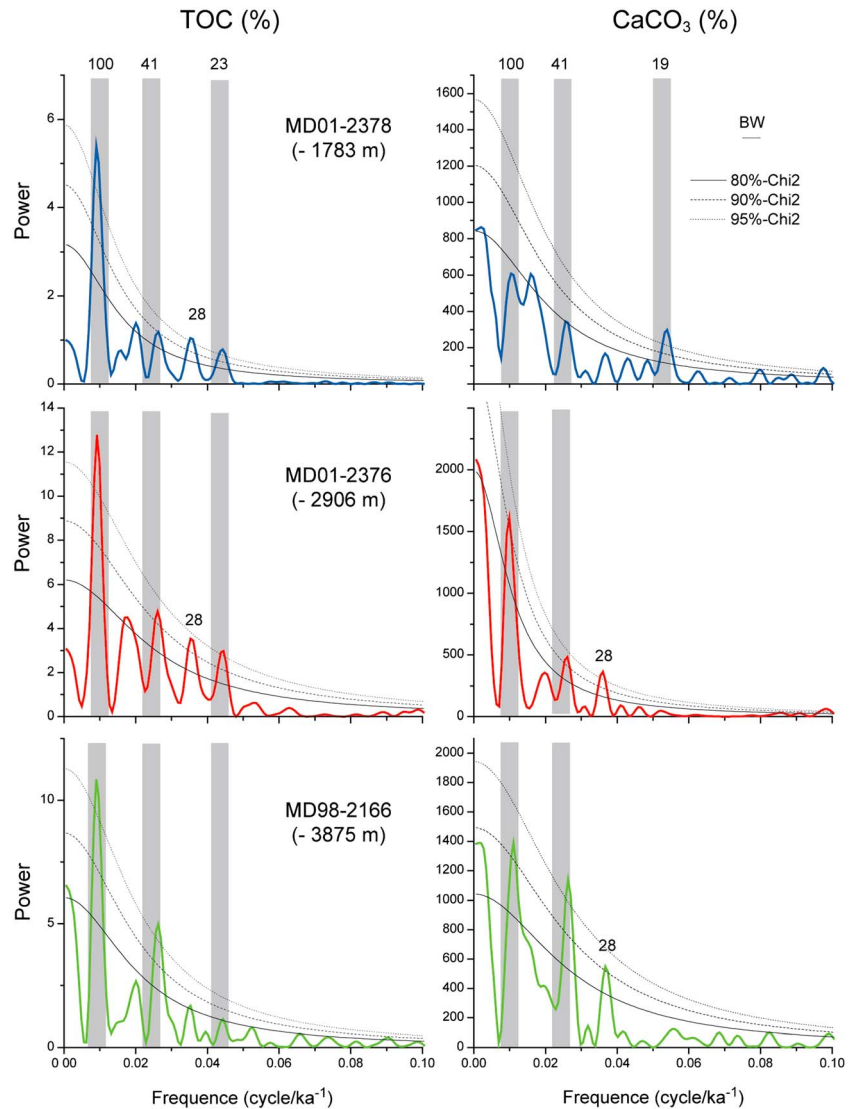 TOC (%)
CaCO3 (%)
100
41
23
100
41
19
6
4
2
0
Power
MD01-2378
(- 1783 m)
28
1600
1400
1200
1000
800
600
400
200
0
BW
80%-Chi2
90%-Chi2
95%-Chi2
14
12
10
8
6
4
2
0
Power
MD01-2376
(- 2906 m)
28
2000
1500
1000
500
0
28
10
5
0
Power
MD98-2166
(- 3875 m)
2000
1800
1600
1400
1200
1000
800
600
400
200
0
28
0.00 0.02 0.04 0.06 0.08 0.10
0.00 0.02 0.04 0.06 0.08 0.10
Frequence (cycle/ka-1)
Frequence (cycle/ka-1)